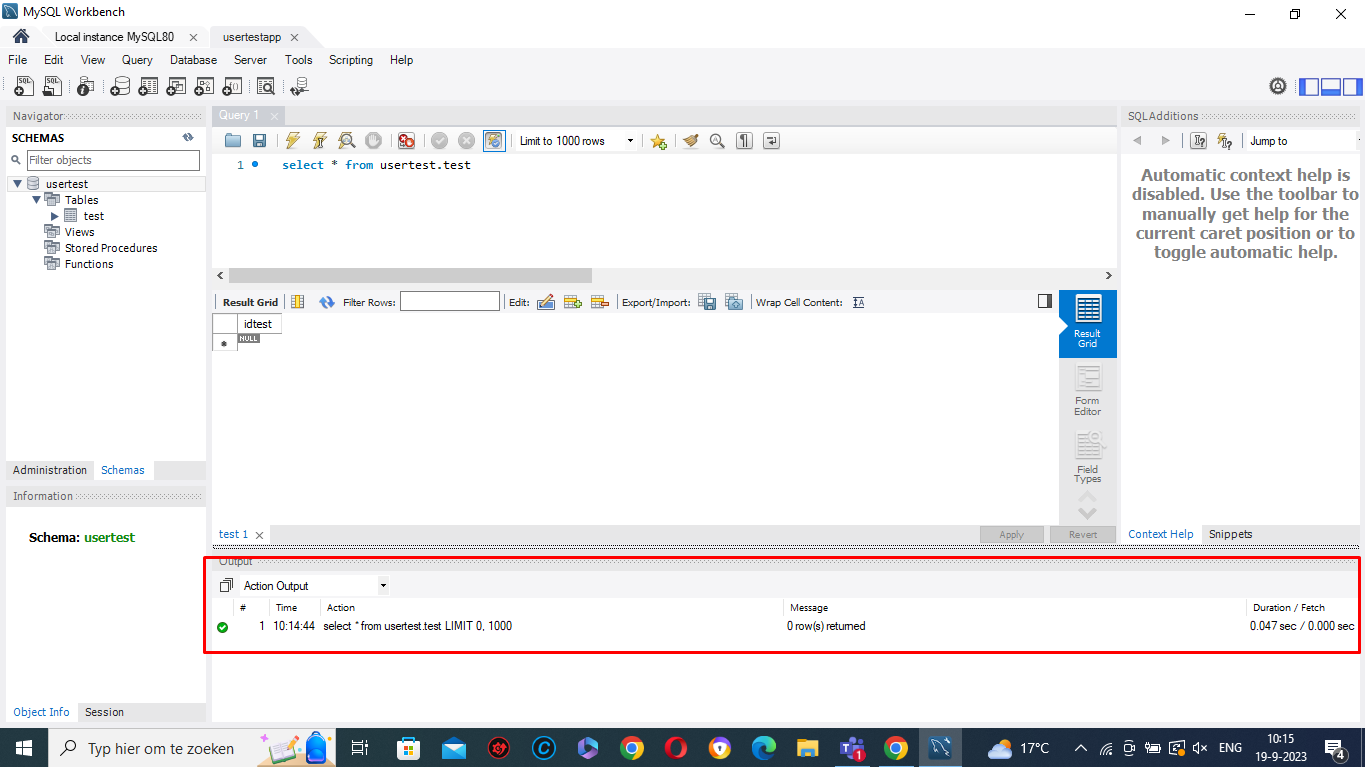 MySQL Workbench
Local instance MySQL80
usertestapp
File Edit View Query Database Server Tools Scripting Help
Navigator
SCHEMAS
Filter objects
usertest
Tables
test
Views
Stored Procedures
Functions
Administration Schemas
Information
Schema: usertest
Object Info Session
Query 1
Limit to 1000 rows
1 select * from usertest.test
Result Grid Filter Rows: Edit: Export/Import: Wrap Cell Content:
idtest
NULL
Result
Grid
Form
Editor
Field
Types
test 1
Apply Revert
SQLAdditions
Jump to
Automatic context help is
disabled. Use the toolbar to
manually get help for the
current caret position or to
toggle automatic help.
Context Help Snippets
Output
Action Output
# Time Action Message Duration / Fetch
1 10:14:44 select * from usertest.test LIMIT 0, 1000 0 row(s) returned 0.047 sec / 0.000 sec
Typ hier om te zoeken
1
17°C
ENG
10:15
19-9-2023
4